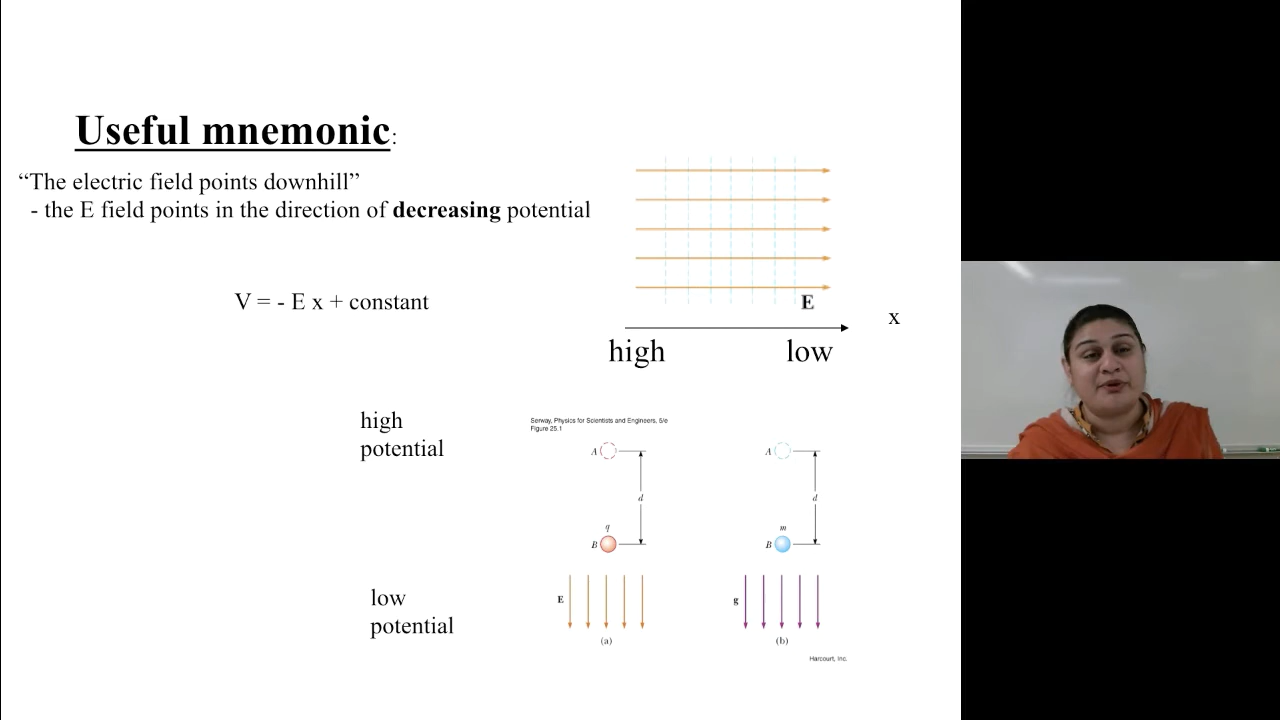 Useful mnemonic:
“The electric field points downhill”
- the E field points in the direction of decreasing potential
V = - E x + constant
E
x
high
low
high
potential
Serway, Physics for Scientists and Engineers, 5/e
Figure 25.1
A
A
d
d
q
m
B
B
low
potential
E
g
(a)
(b)
Harcourt, Inc.